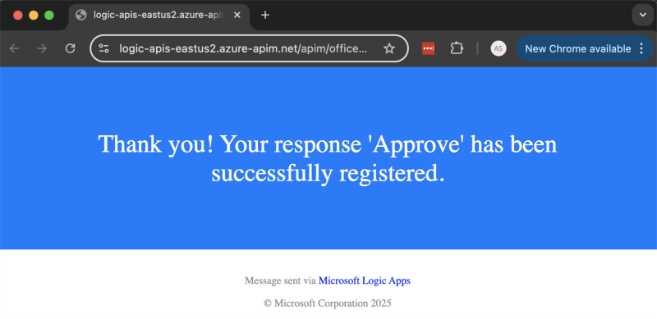 logic-apis-eastus2.azure-api
logic-apis-eastus2.azure-apim.net/apim/office...
AS
New Chrome available
Thank you! Your response 'Approve' has been
successfully registered.
Message sent via Microsoft Logic Apps
© Microsoft Corporation 2025